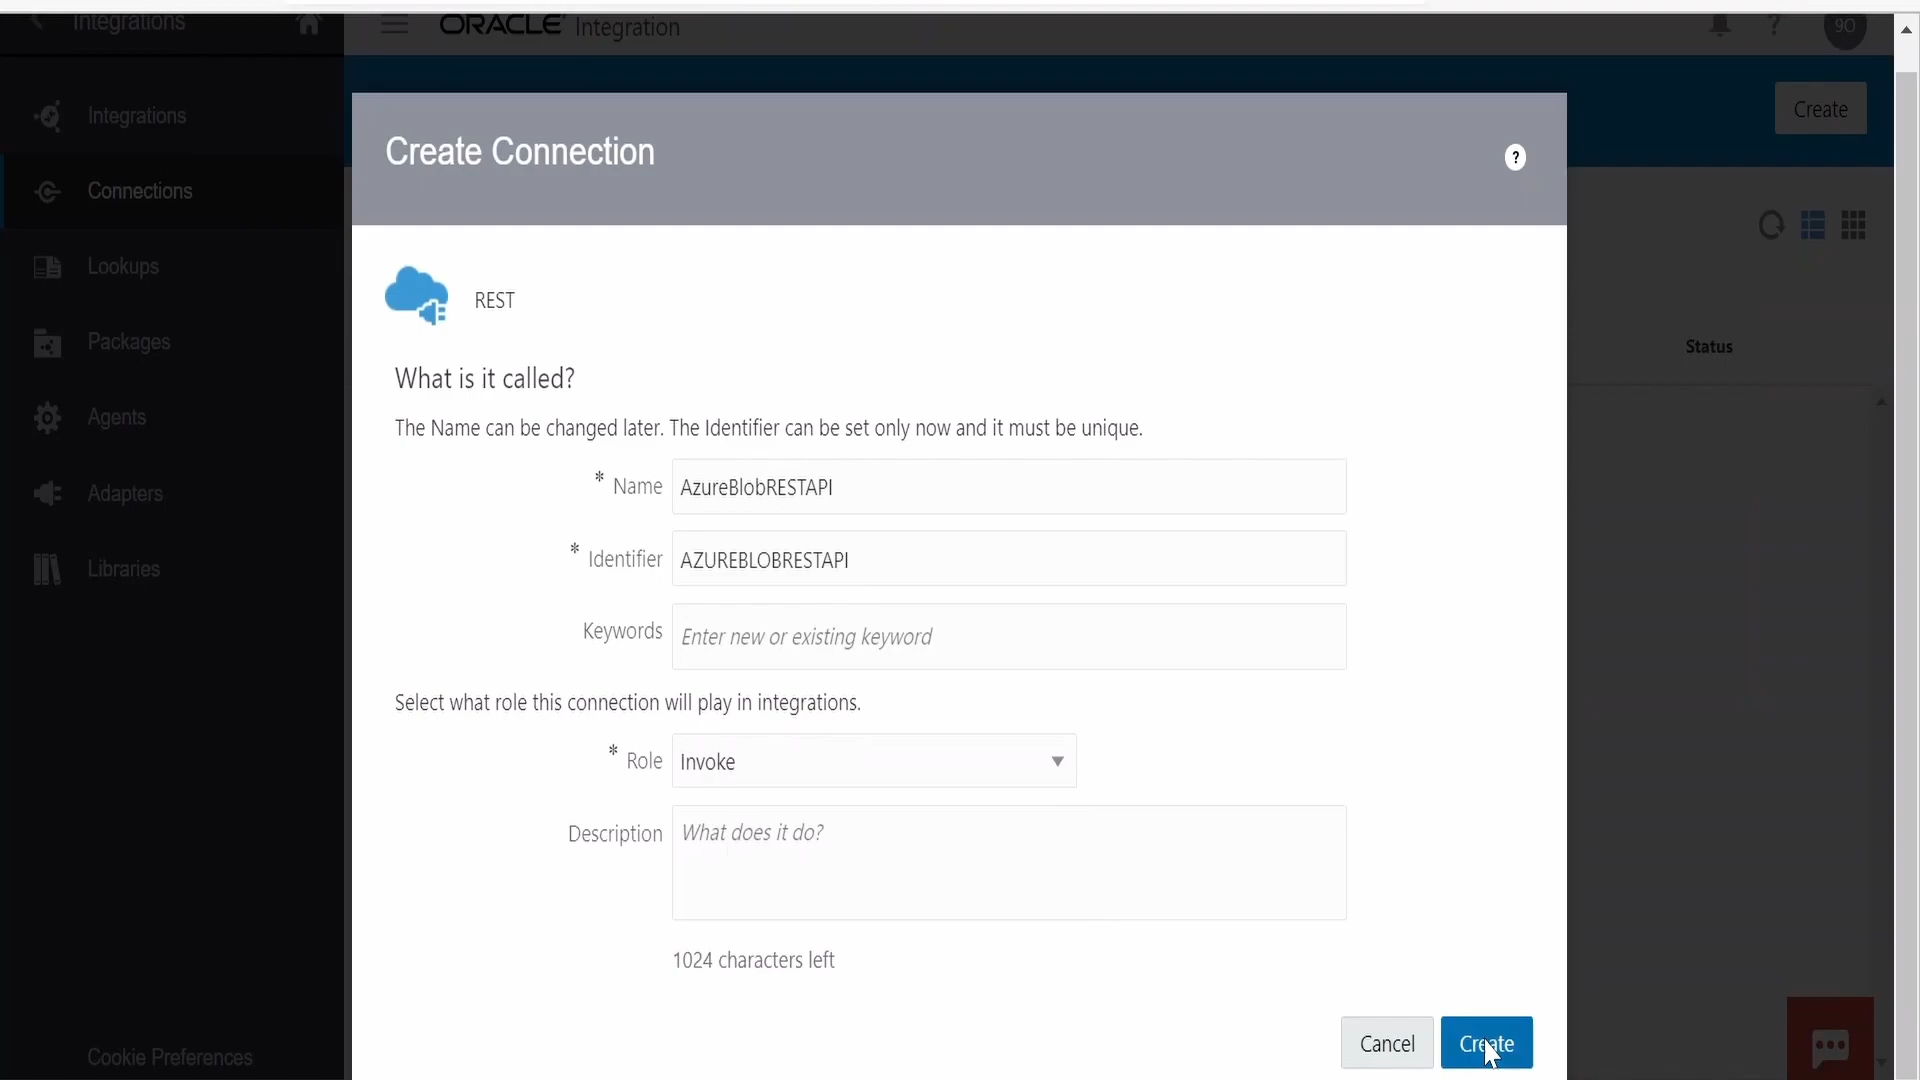 Integrations
ORACLE Integration
?
90
Integrations
Connections
Lookups
Packages
Agents
Adapters
Libraries
Cookie Preferences
Create
Status
Create Connection
?
REST
What is it called?
The Name can be changed later. The Identifier can be set only now and it must be unique.
* Name AzureBlobRESTAPI
* Identifier AZUREBLOBRESTAPI
Keywords Enter new or existing keyword
Select what role this connection will play in integrations.
* Role Invoke
Description What does it do?
1024 characters left
Cancel Create